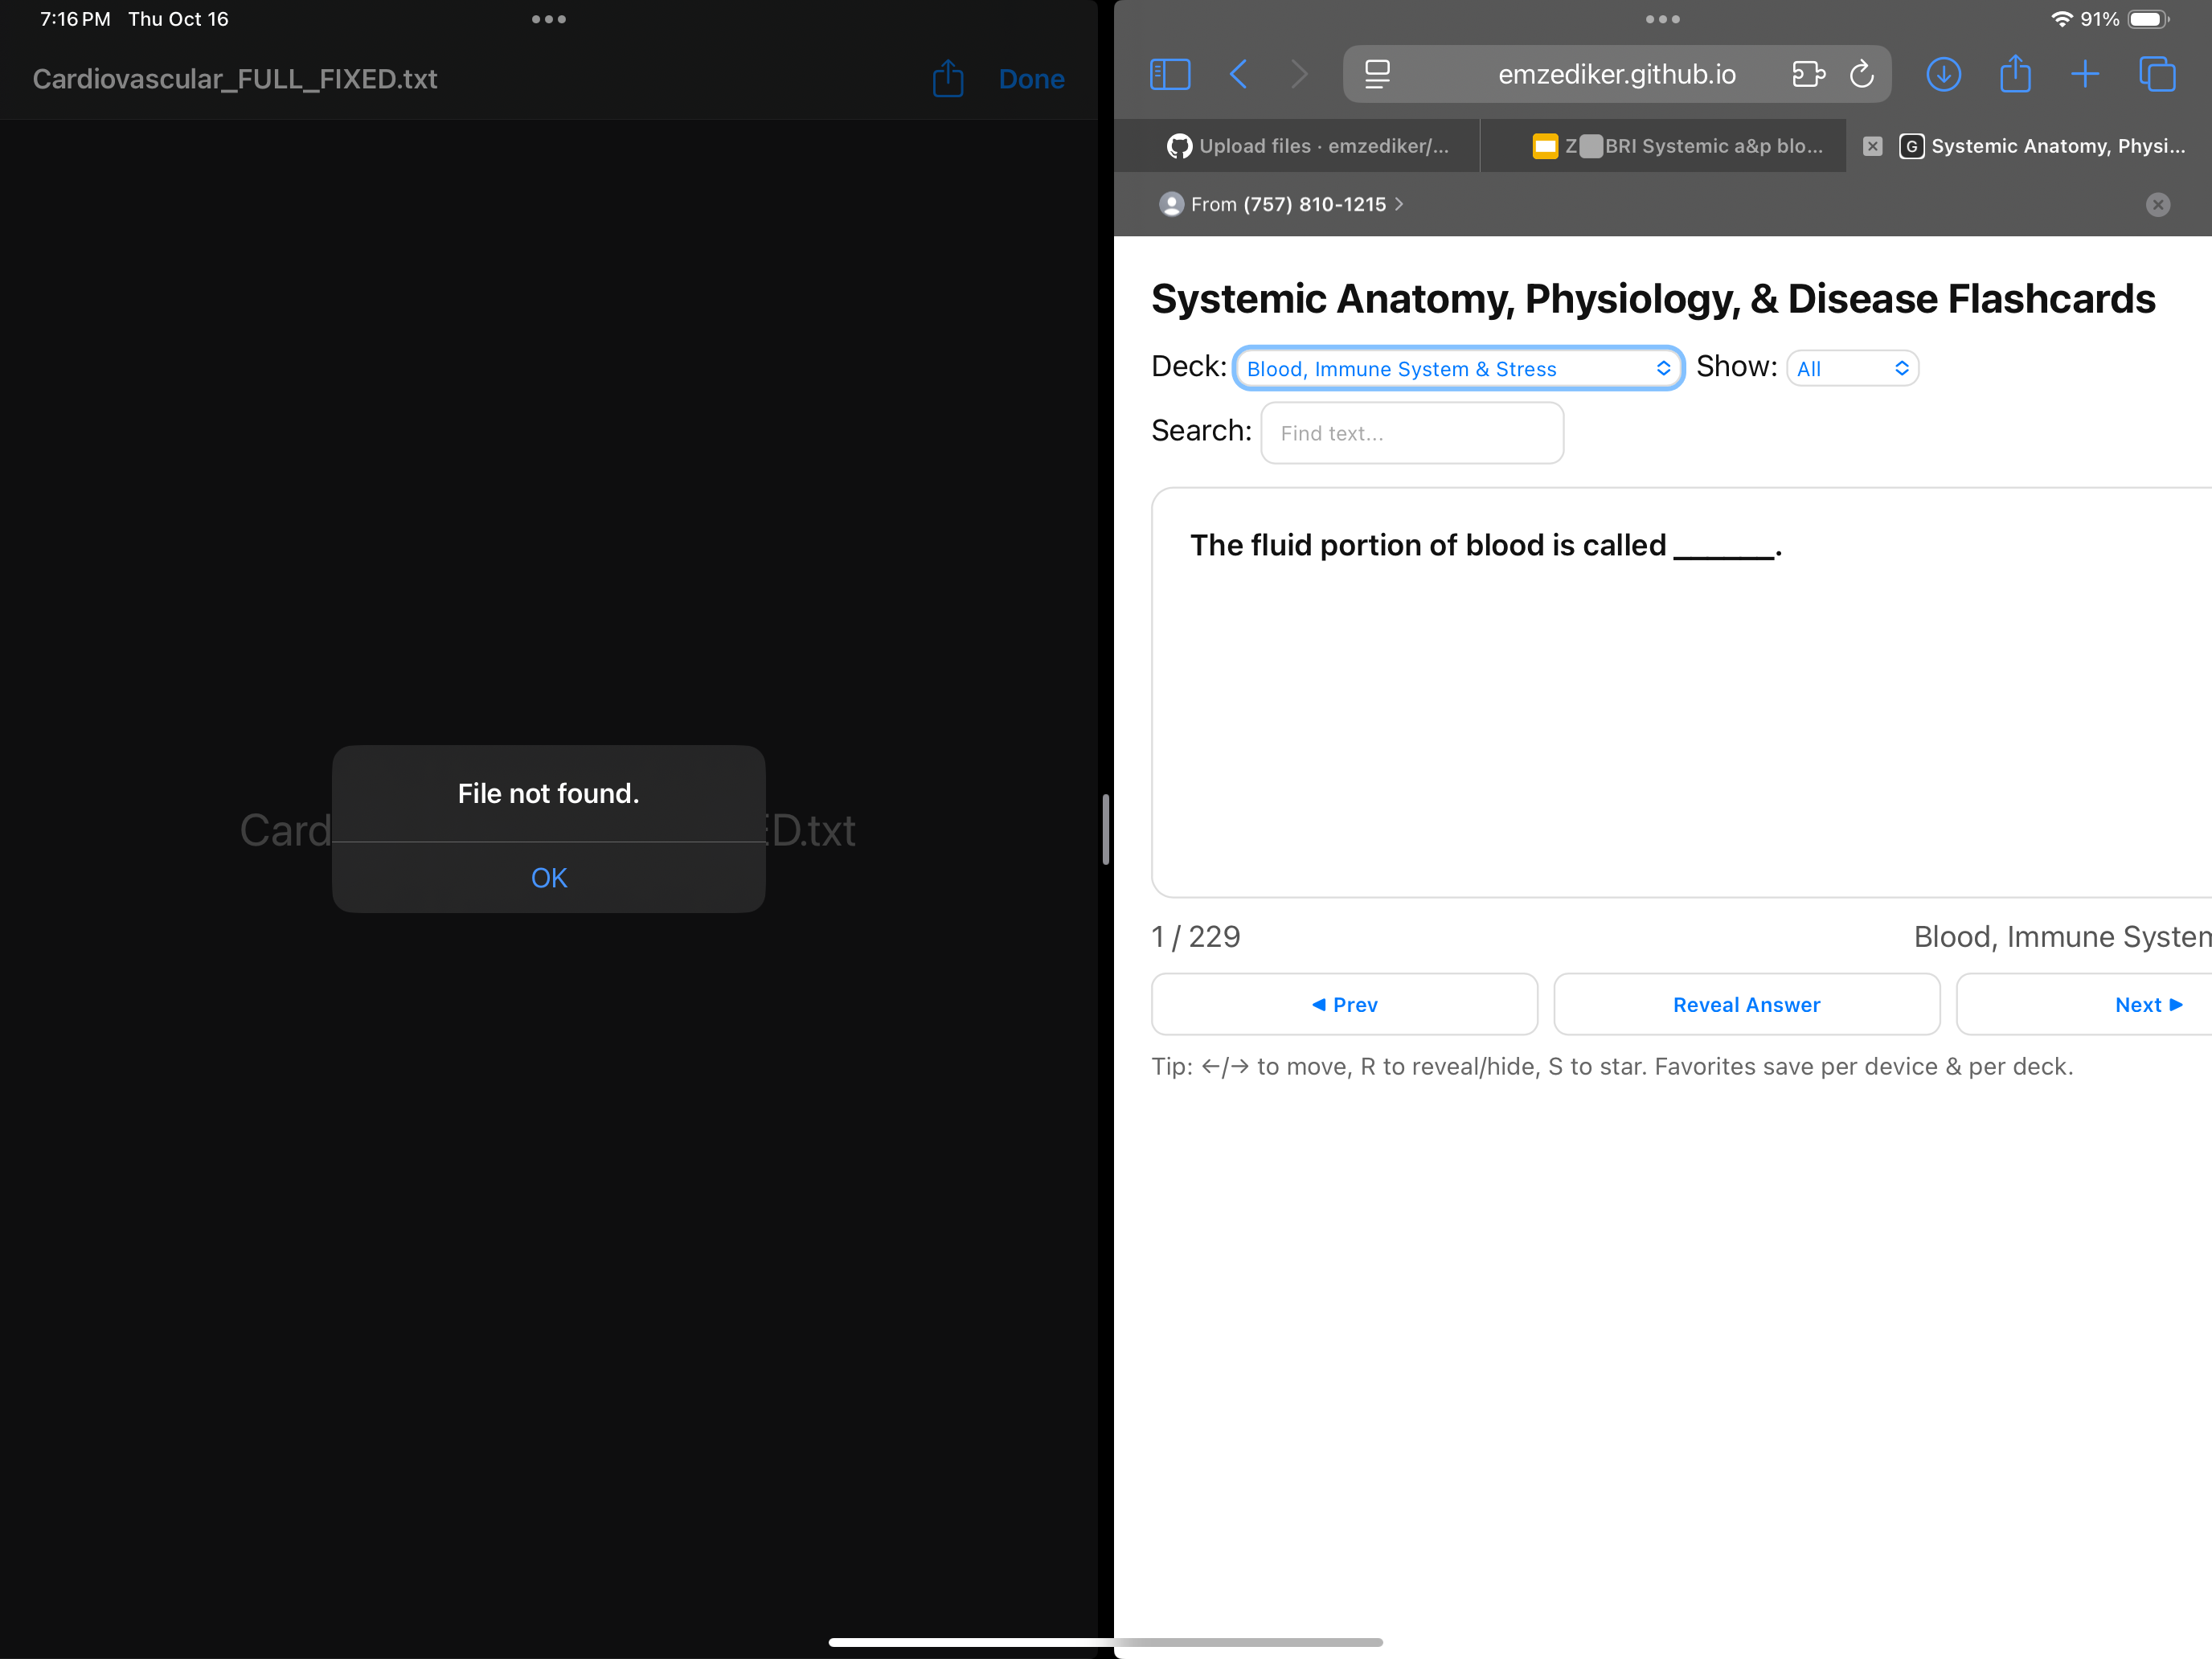 7:16 PM Thu Oct 16
Cardiovascular_FULL_FIXED.txt
Done
Card
ED.txt
File not found.
OK
91%
emzediker.github.io
Upload files · emzediker/...
Z BRI Systemic a&p blo...
G Systemic Anatomy, Physi...
From (757) 810-1215
Systemic Anatomy, Physiology, & Disease Flashcards
Deck: Blood, Immune System & Stress Show: All
Search: Find text...
The fluid portion of blood is called ______.
1 / 229
Blood, Immune System
◀ Prev
Reveal Answer
Next ▶
Tip: ←/→ to move, R to reveal/hide, S to star. Favorites save per device & per deck.